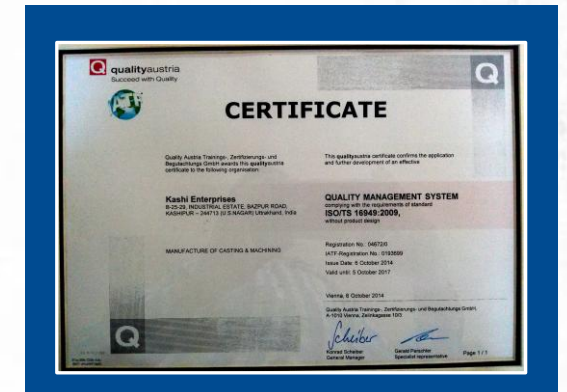 Q qualityaustria
Succeed with Quality
Q
IATF
CERTIFICATE
Quality Austria Trainings-, Zertifizierungs- und
Begutachtungs GmbH awards this qualityaustria
certificate to the following organisation:
Kashi Enterprises
B-25-29, INDUSTRIAL ESTATE, BAZPUR ROAD,
KASHIPUR – 244713 (U S NAGAR) Uttrakhand, India
MANUFACTURE OF CASTING & MACHINING
This qualityaustria certificate confirms the application
and further development of an effective
QUALITY MANAGEMENT SYSTEM
complying with the requirements of standard
ISO/TS 16949:2009,
without product design
Registration No.: 04672/0
IATF-Registration No.: 0193689
Issue Date: 6 October 2014
Valid until: 5 October 2017
Vienna, 6 October 2014
Quality Austria Trainings-, Zertifizierungs- und Begutachtungs GmbH,
A-1010 Vienna, Zelinkagasse 10/3
Scheiber
Konrad Scheiber
General Manager
Specialist representative
Page 1 / 1
Q